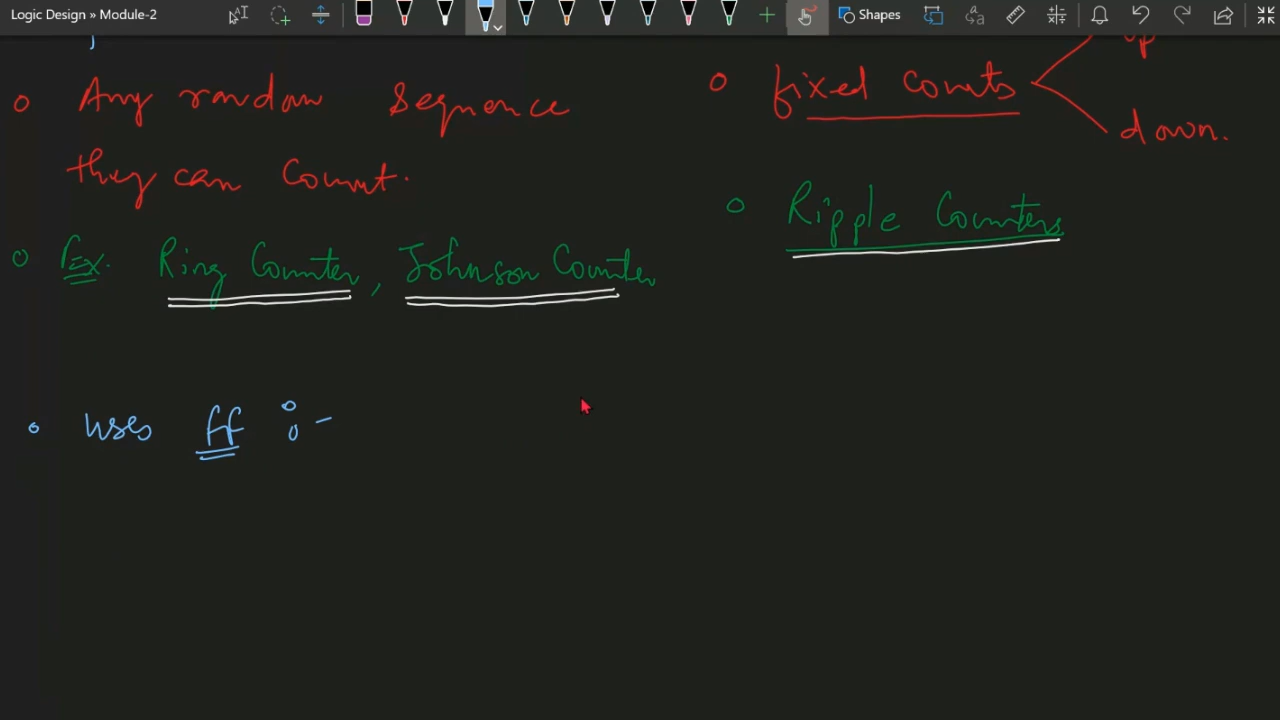 Logic Design » Module-2
Shapes
Any random Sequence
they can Count.
Ex. Ring Counter, Johnson Counter
uses ff :-
fixed Counts
up
down.
Ripple Counters